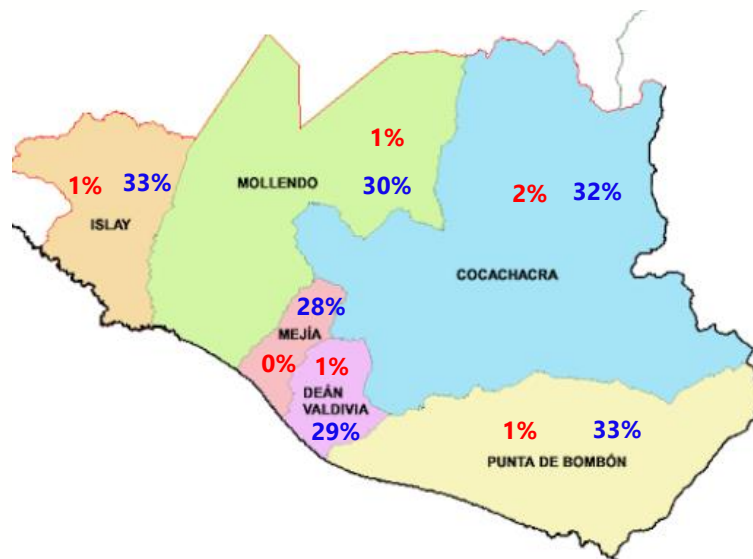 1%
1% 33%
MOLLENDO 30%
2% 32%
ISLAY
COCACHACRA
28%
MEJÍA
0% 1%
DEÁN
VALDIVIA
29%
1% 33%
PUNTA DE BOMBÓN